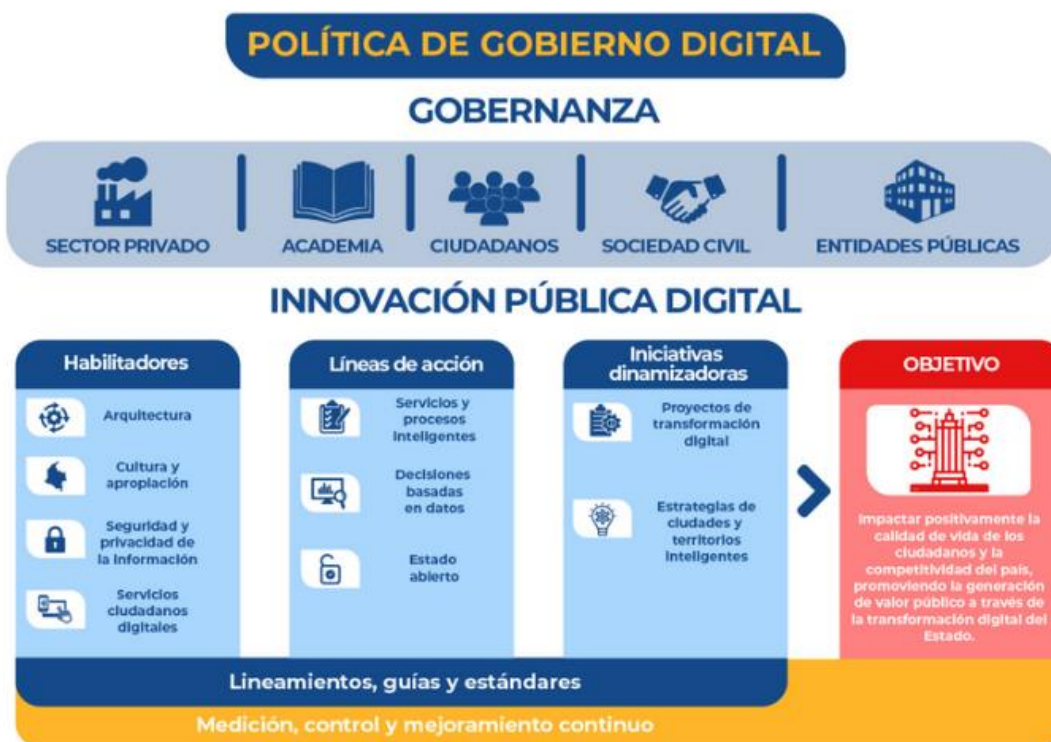 POLÍTICA DE GOBIERNO DIGITAL
GOBERNANZA
SECTOR PRIVADO
ACADEMIA
CIUDADANOS
SOCIEDAD CIVIL
ENTIDADES PÚBLICAS
INNOVACIÓN PÚBLICA DIGITAL
Habilitadores
Arquitectura
Cultura y
apropiación
Seguridad y
privacidad de
la información
Servicios
ciudadanos
digitales
Líneas de acción
Servicios y
procesos
inteligentes
Decisiones
basadas
en datos
Estado
abierto
Iniciativas
dinamizadoras
Proyectos de
transformación
digital
Estrategias de
ciudades y
territorios
inteligentes
OBJETIVO
Impactar positivamente la
calidad de vida de los
ciudadanos y la
competitividad del país,
promoviendo la generación
de valor público a través de
la transformación digital del
Estado.
Lineamientos, guías y estándares
Medición, control y mejoramiento continuo